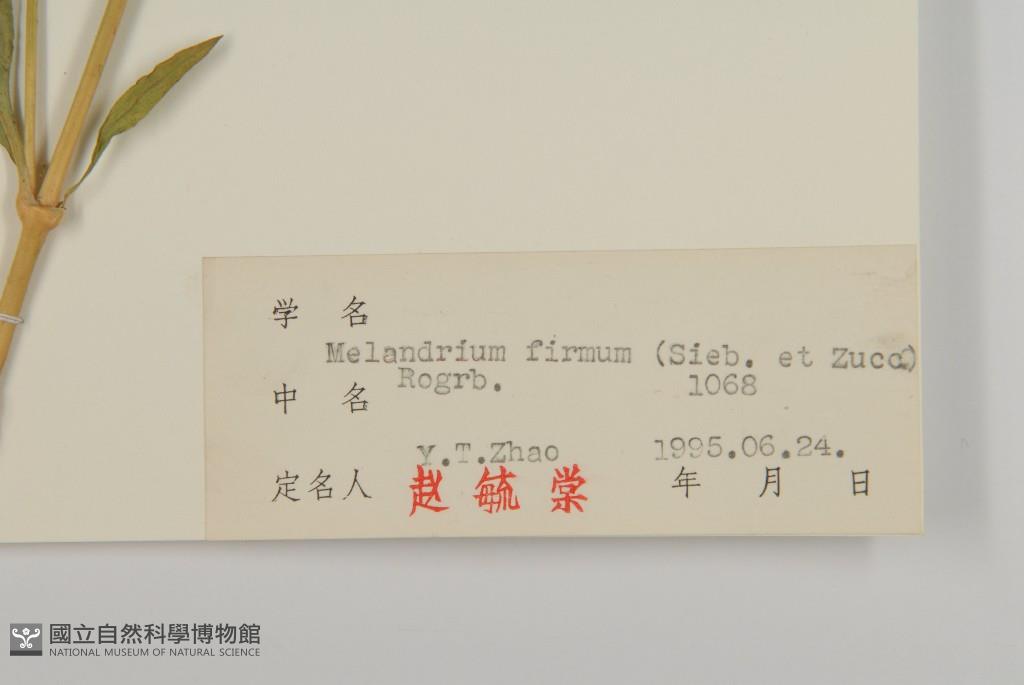 学 名
Melandrium firmum (Sieb. et Zucc.)
Rogrb. 1068
中 名
Y.T.Zhao 1995.06.24.
定名人 赵毓棠 年 月 日
國立自然科學博物館
NATIONAL MUSEUM OF NATURAL SCIENCE